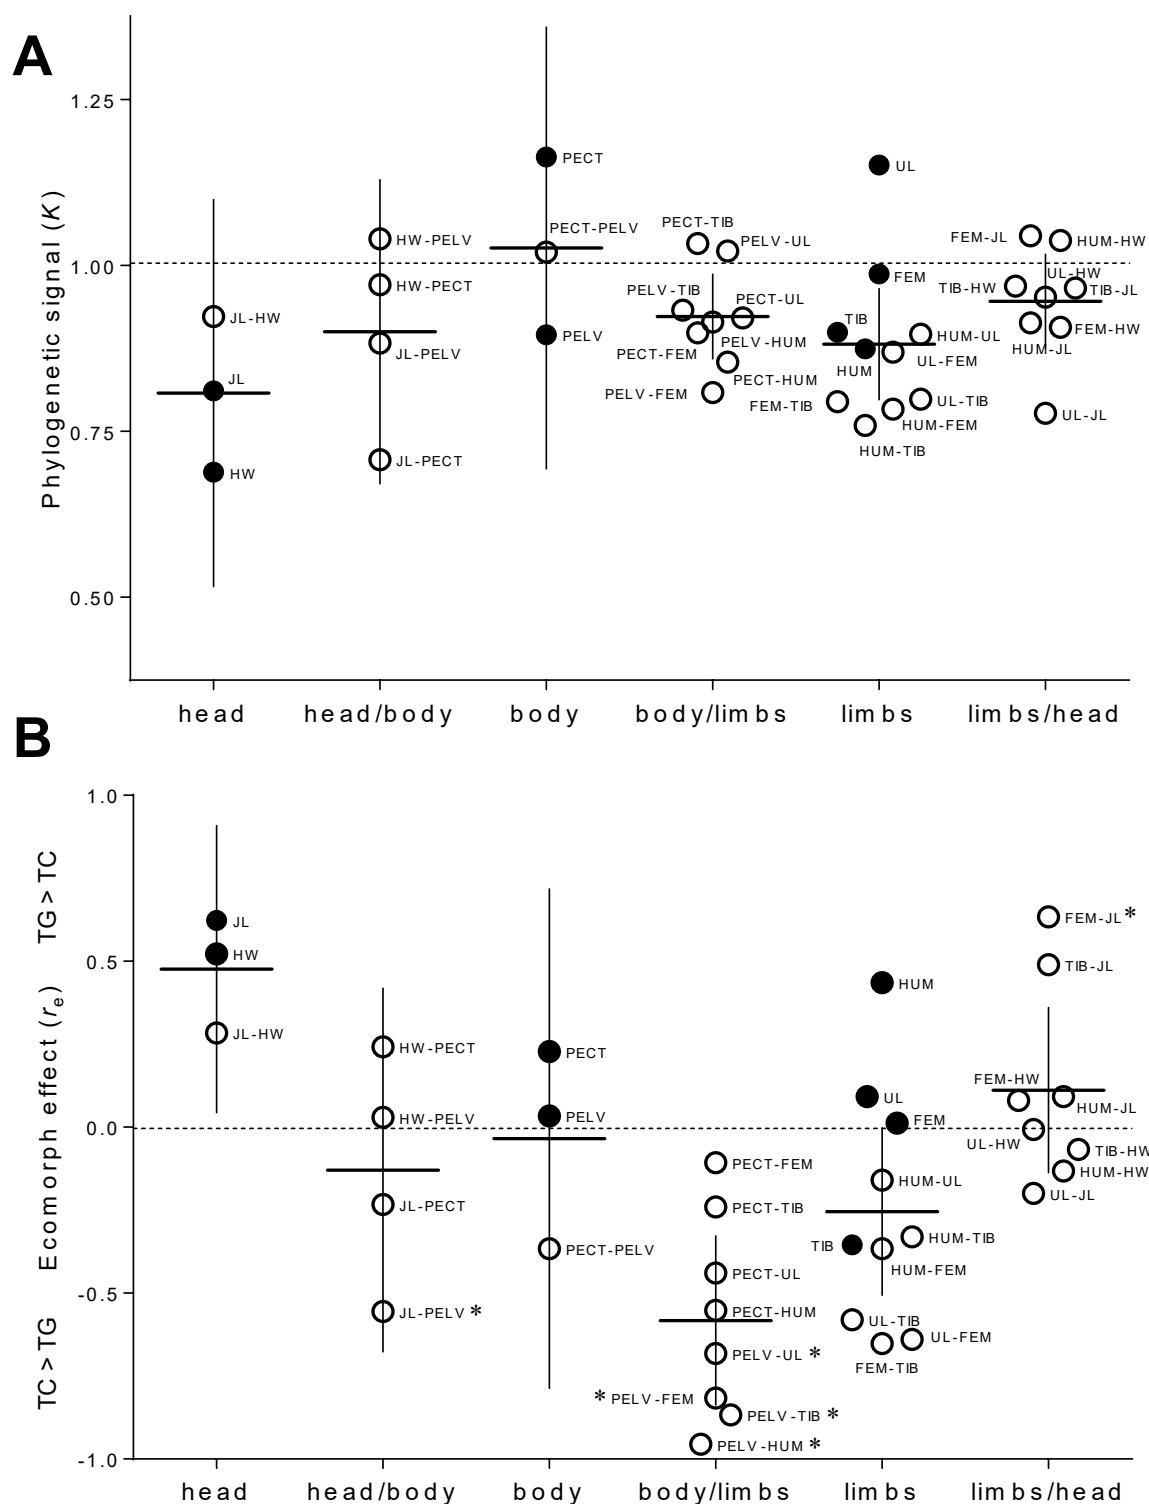 A
Phylogenetic signal (K)
1.25
1.00
0.75
0.50
JL-HW
JL
HW
HW-PELV
HW-PECT
JL-PELV
JL-PECT
PECT
PECT-PELV
PELV
PECT-TIB
PELV-UL
PELV-TIB
PECT-UL
PECT-FEM
PELV-HUM
PECT-HUM
PELV-FEM
UL
FEM
TIB
HUM
HUM-UL
UL-FEM
FEM-TIB
UL-TIB
HUM-FEM
HUM-TIB
FEM-JL
HUM-HW
UL-HW
TIB-HW
TIB-JL
FEM-HW
HUM-JL
UL-JL
head head/body body body/limbs limbs limbs/head
B
TC > TG Ecomorph effect (re) TG > TC
1.0
0.5
0.0
-0.5
-1.0
JL
HW
JL-HW
HW-PECT
HW-PELV
JL-PECT
JL-PELV *
PECT
PELV
PECT-PELV
PECT-FEM
PECT-TIB
PECT-UL
PECT-HUM
PELV-UL *
* PELV-FEM
PELV-TIB *
PELV-HUM *
HUM
UL
FEM
HUM-UL
TIB
HUM-TIB
HUM-FEM
UL-TIB
UL-FEM
FEM-TIB
FEM-JL *
TIB-JL
FEM-HW
HUM-JL
UL-HW
TIB-HW
HUM-HW
UL-JL
head head/body body body/limbs limbs limbs/head